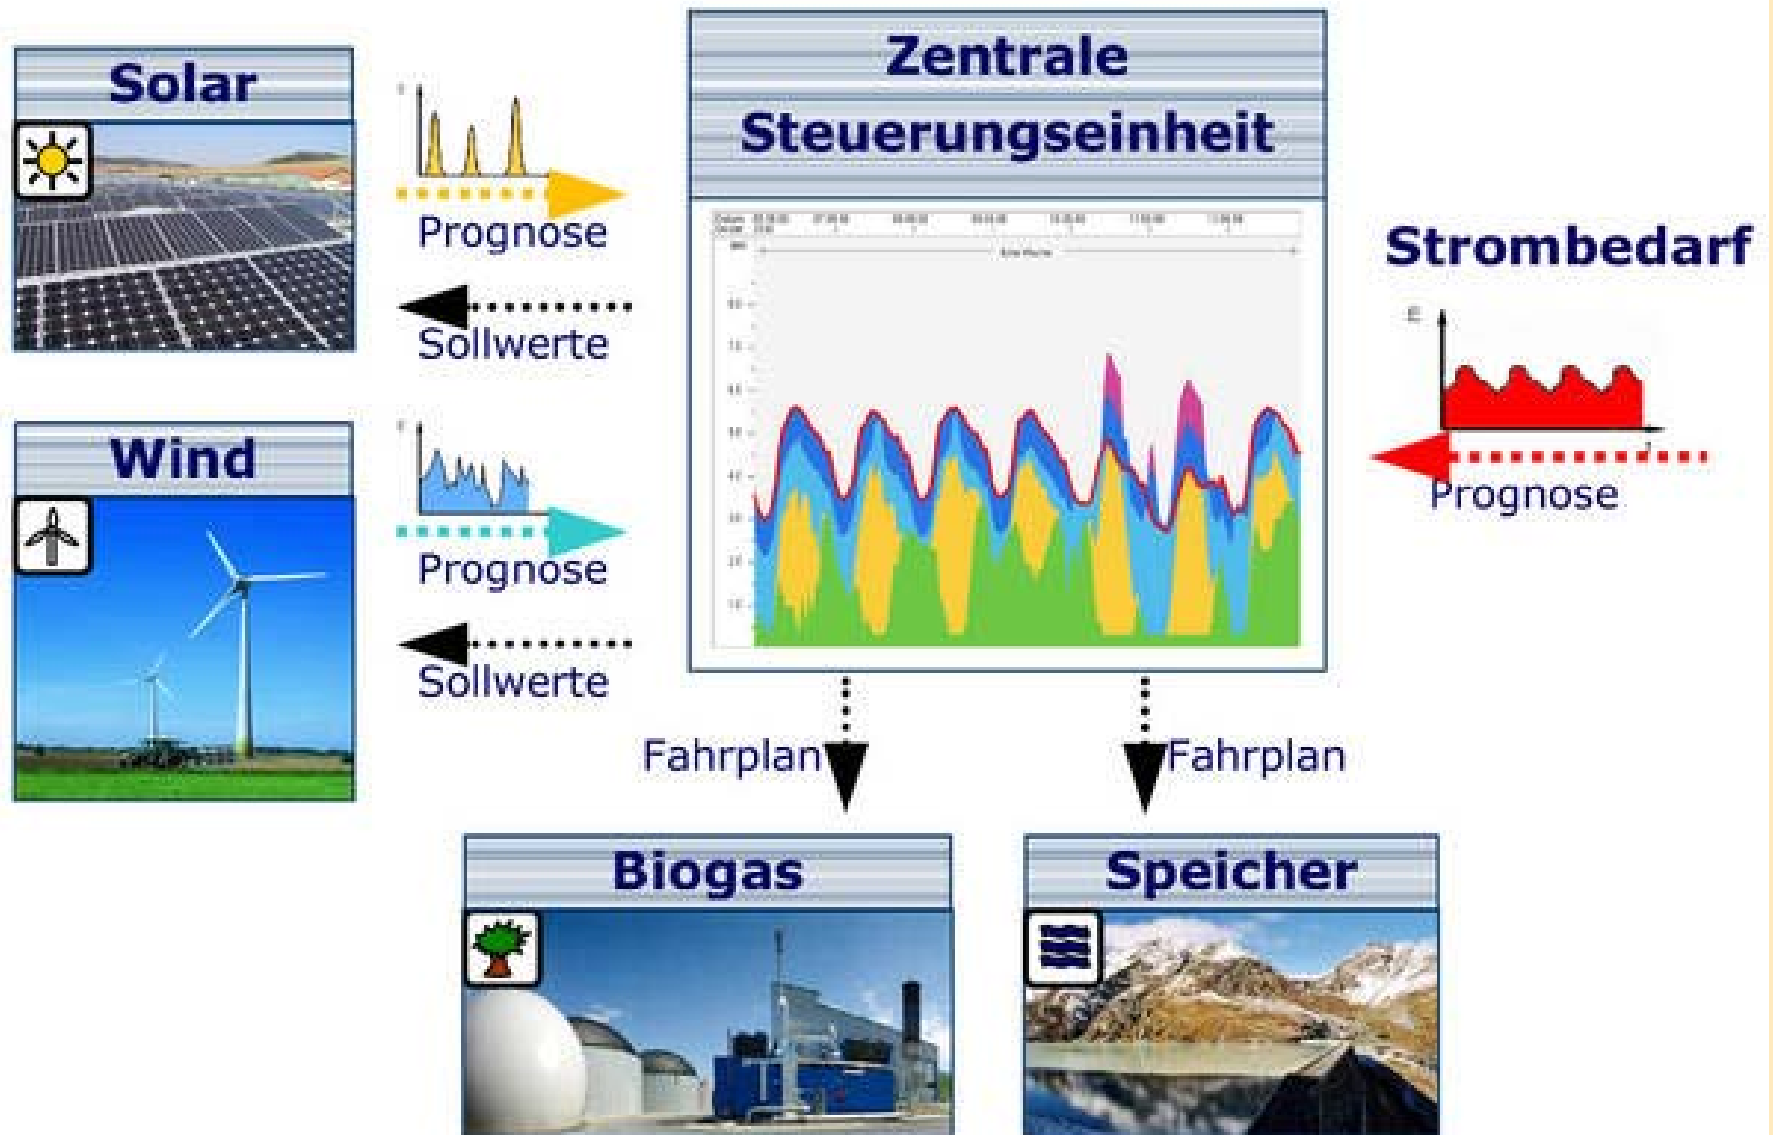 Solar
Prognose
Sollwerte
Wind
Prognose
Sollwerte
Zentrale
Steuerungseinheit
Strombedarf
Prognose
Fahrplan
Fahrplan
Biogas
Speicher